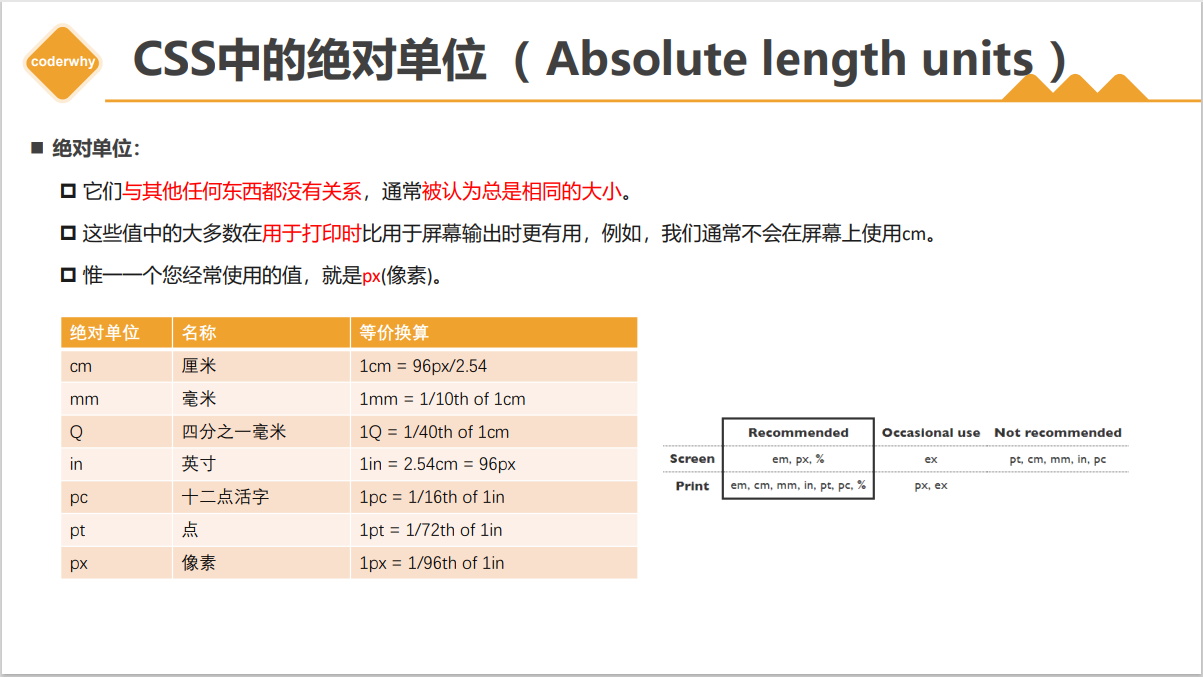 coderwhy
CSS中的绝对单位（ Absolute length units ）
绝对单位：
它们与其他任何东西都没有关系，通常被认为总是相同的大小。
这些值中的大多数在用于打印时比用于屏幕输出时更有用，例如，我们通常不会在屏幕上使用cm。
惟一一个您经常使用的值，就是px(像素)。
绝对单位 名称 等价换算
cm 厘米 1cm = 96px/2.54
mm 毫米 1mm = 1/10th of 1cm
Q 四分之一毫米 1Q = 1/40th of 1cm
in 英寸 1in = 2.54cm = 96px
pc 十二点活字 1pc = 1/16th of 1in
pt 点 1pt = 1/72th of 1in
px 像素 1px = 1/96th of 1in
Recommended Occasional use Not recommended
Screen em, px, % ex pt, cm, mm, in, pc
Print em, cm, mm, in, pt, pc, % px, ex